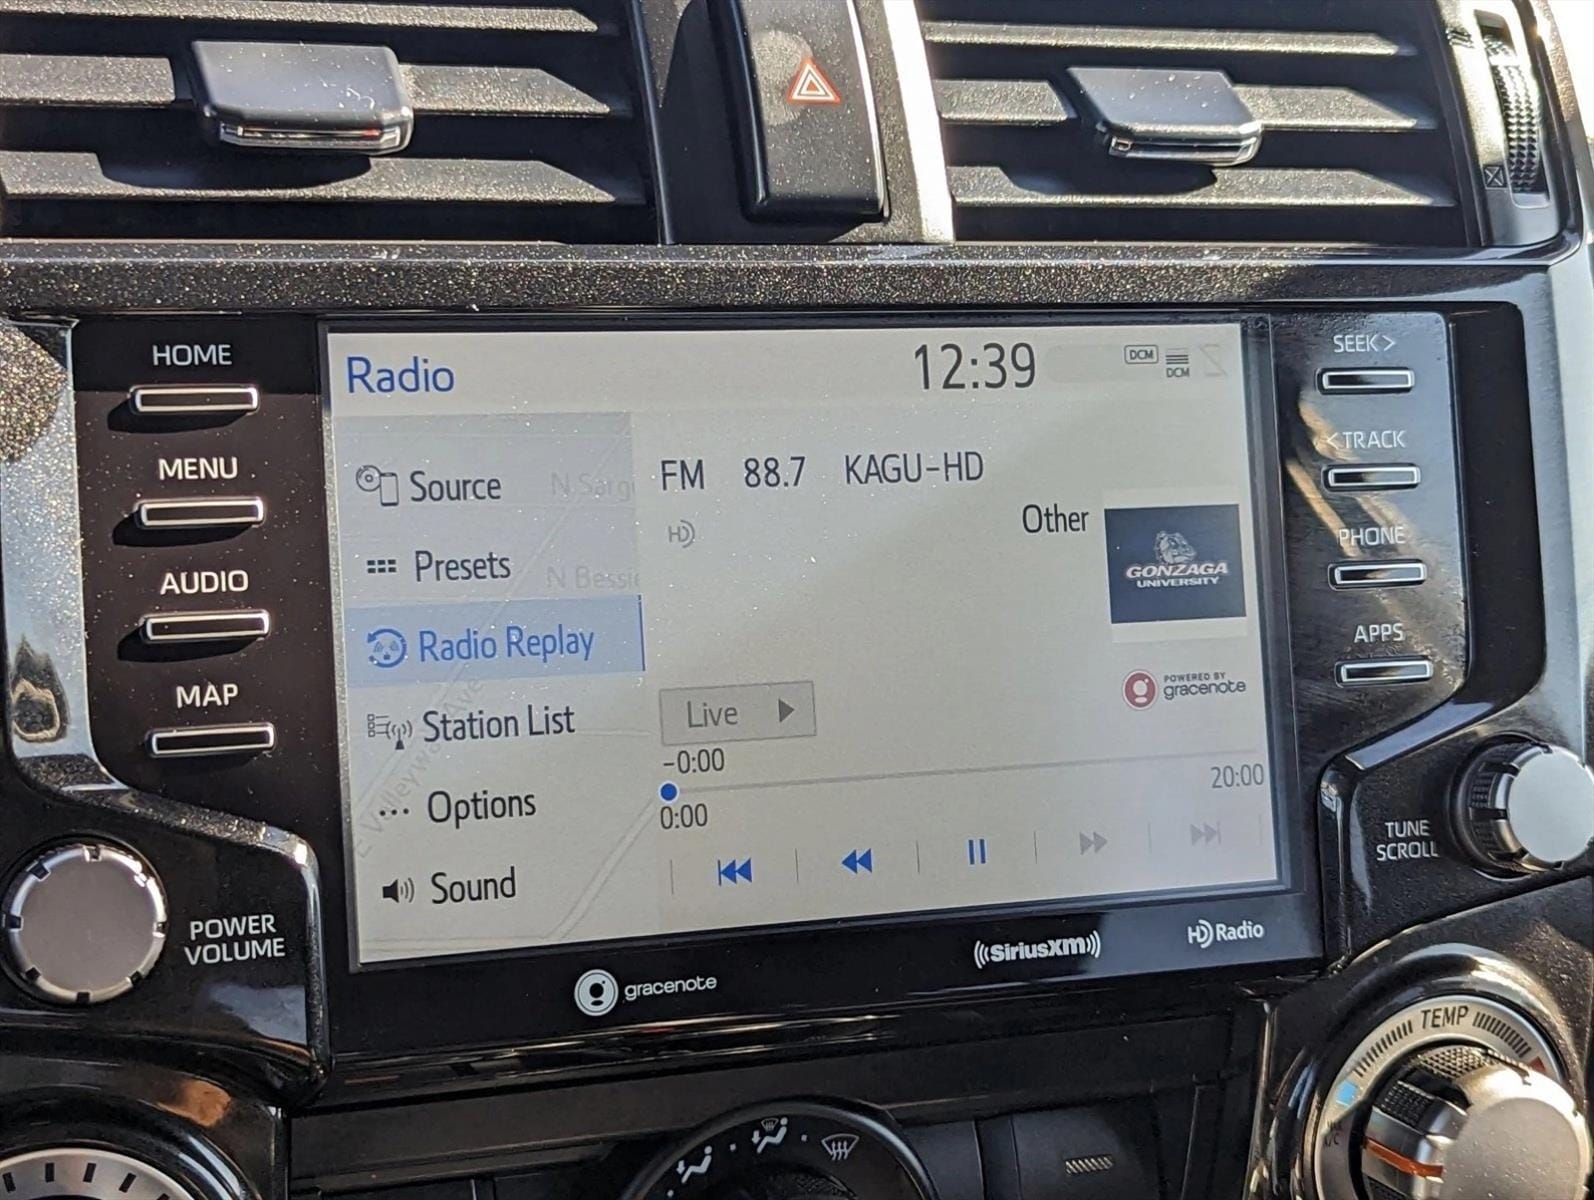 HOME
MENU
AUDIO
MAP
POWER
VOLUME
Radio
12:39
DCM
DCM
Source
Presets
Radio Replay
Station List
Options
Sound
FM 88.7 KAGU-HD
HD
Other
GONZAGA
UNIVERSITY
POWERED BY
gracenote
Live
-0:00
0:00
20:00
gracenote
SiriusXM
HD Radio
SEEK >
< TRACK
PHONE
APPS
TUNE
SCROLL
TEMP